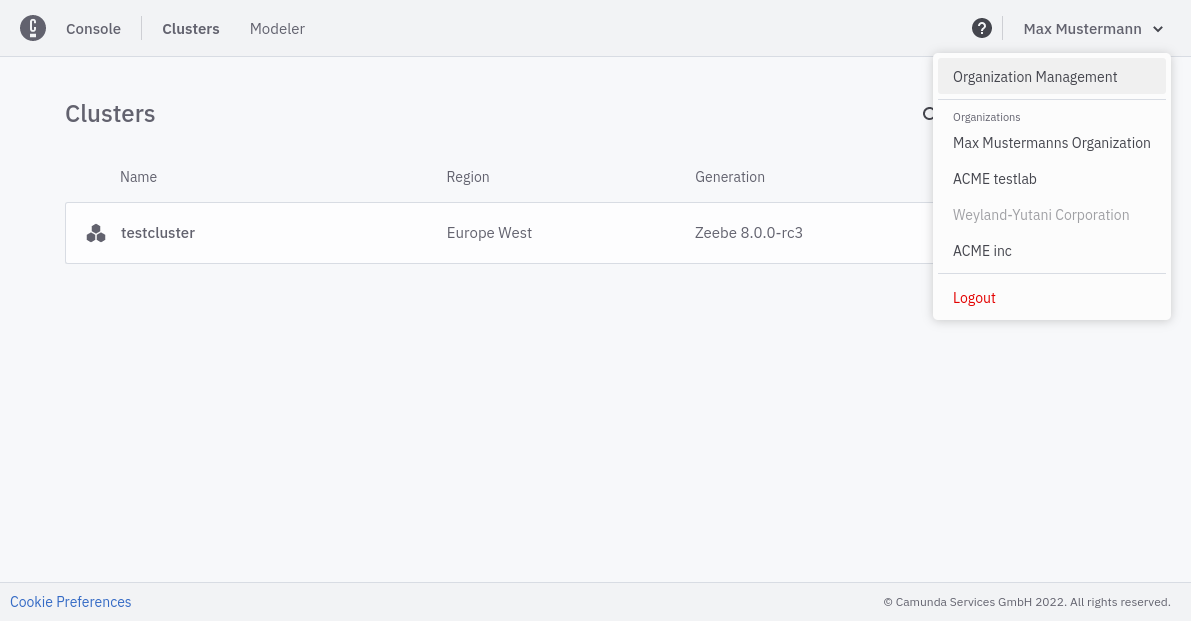 Console Clusters Modeler ? Max Mustermann
Organization Management
Clusters
Organizations
Max Mustermanns Organization
Name Region Generation
ACME testlab
Weyland-Yutani Corporation
testcluster Europe West Zeebe 8.0.0-rc3
ACME inc
Logout
Cookie Preferences © Camunda Services GmbH 2022. All rights reserved.